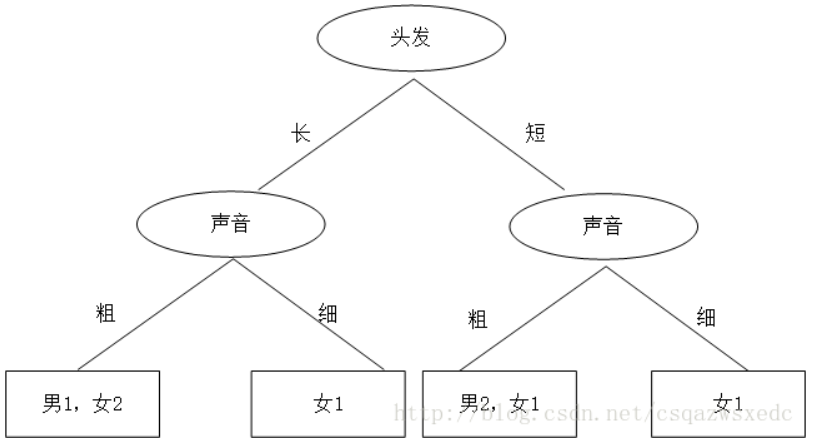 头发
长
短
声音
声音
粗
细
粗
细
男1，女2
女1
男2，女1
女1
http://blog.csdn.net/csqazwsxedc